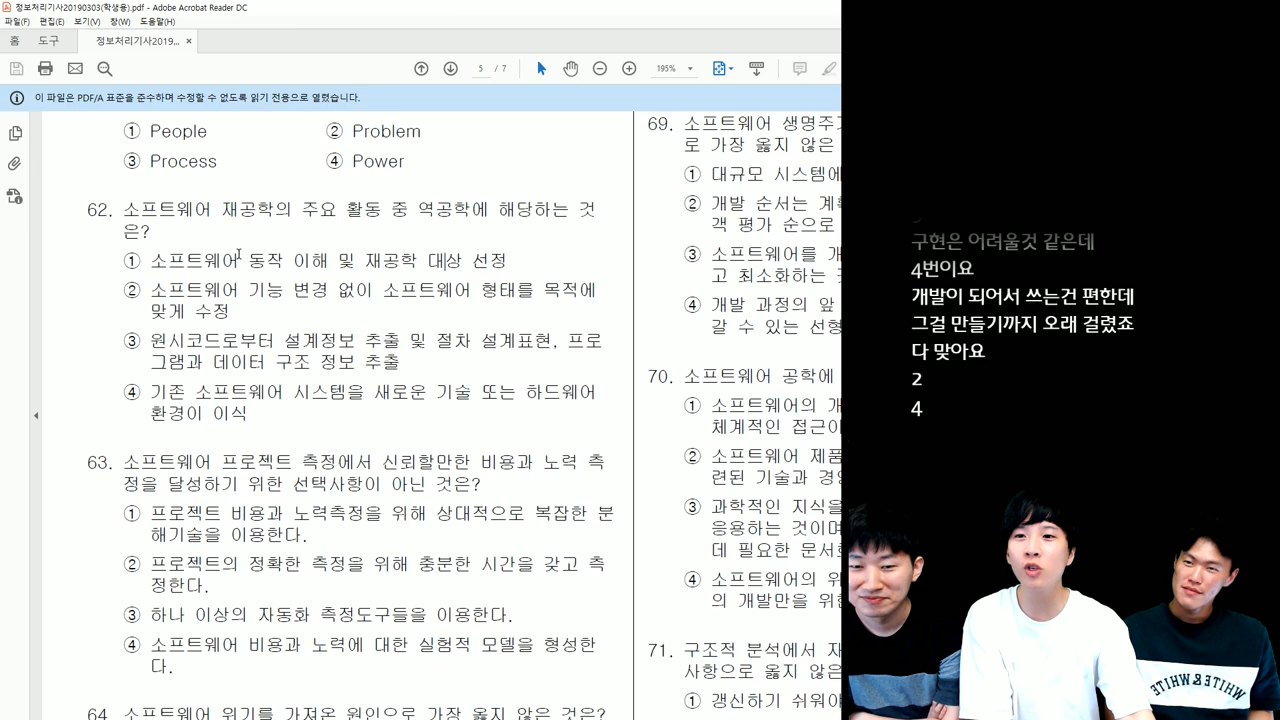 정보처리기사20190303(학생용).pdf - Adobe Acrobat Reader DC
파일(F) 편집(E) 보기(V) 창(W) 도움말(H)
홈 도구 정보처리기사2019... ×
5 / 7 195%
이 파일은 PDF/A 표준을 준수하며 수정할 수 없도록 읽기 전용으로 열렸습니다.
① People ② Problem
③ Process ④ Power
62. 소프트웨어 재공학의 주요 활동 중 역공학에 해당하는 것
은?
① 소프트웨어 동작 이해 및 재공학 대상 선정
② 소프트웨어 기능 변경 없이 소프트웨어 형태를 목적에
맞게 수정
③ 원시코드로부터 설계정보 추출 및 절차 설계표현, 프로
그램과 데이터 구조 정보 추출
④ 기존 소프트웨어 시스템을 새로운 기술 또는 하드웨어
환경이 이식
63. 소프트웨어 프로젝트 측정에서 신뢰할만한 비용과 노력 측
정을 달성하기 위한 선택사항이 아닌 것은?
① 프로젝트 비용과 노력측정을 위해 상대적으로 복잡한 분
해기술을 이용한다.
② 프로젝트의 정확한 측정을 위해 충분한 시간을 갖고 측
정한다.
③ 하나 이상의 자동화 측정도구들을 이용한다.
④ 소프트웨어 비용과 노력에 대한 실험적 모델을 형성한
다.
64. 소프트웨어 위기를 가져온 원인으로 가장 옳지 않은 것은?
69. 소프트웨어 생명주기
로 가장 옳지 않은
① 대규모 시스템에
② 개발 순서는 계획
객 평가 순으로
③ 소프트웨어를 개
고 최소화하는 것
④ 개발 과정의 앞
갈 수 있는 선형
70. 소프트웨어 공학에
① 소프트웨어의 개
체계적인 접근이
② 소프트웨어 제품
련된 기술과 경영
③ 과학적인 지식을
응용하는 것이며
데 필요한 문서화
④ 소프트웨어의 위
의 개발만을 위한
71. 구조적 분석에서 자
사항으로 옳지 않은
① 갱신하기 쉬워야
구현은 어려울것 같은데
4번이요
개발이 되어서 쓰는건 편한데
그걸 만들기까지 오래 걸렸죠
다 맞아요
2
4
WHITE&WHITE